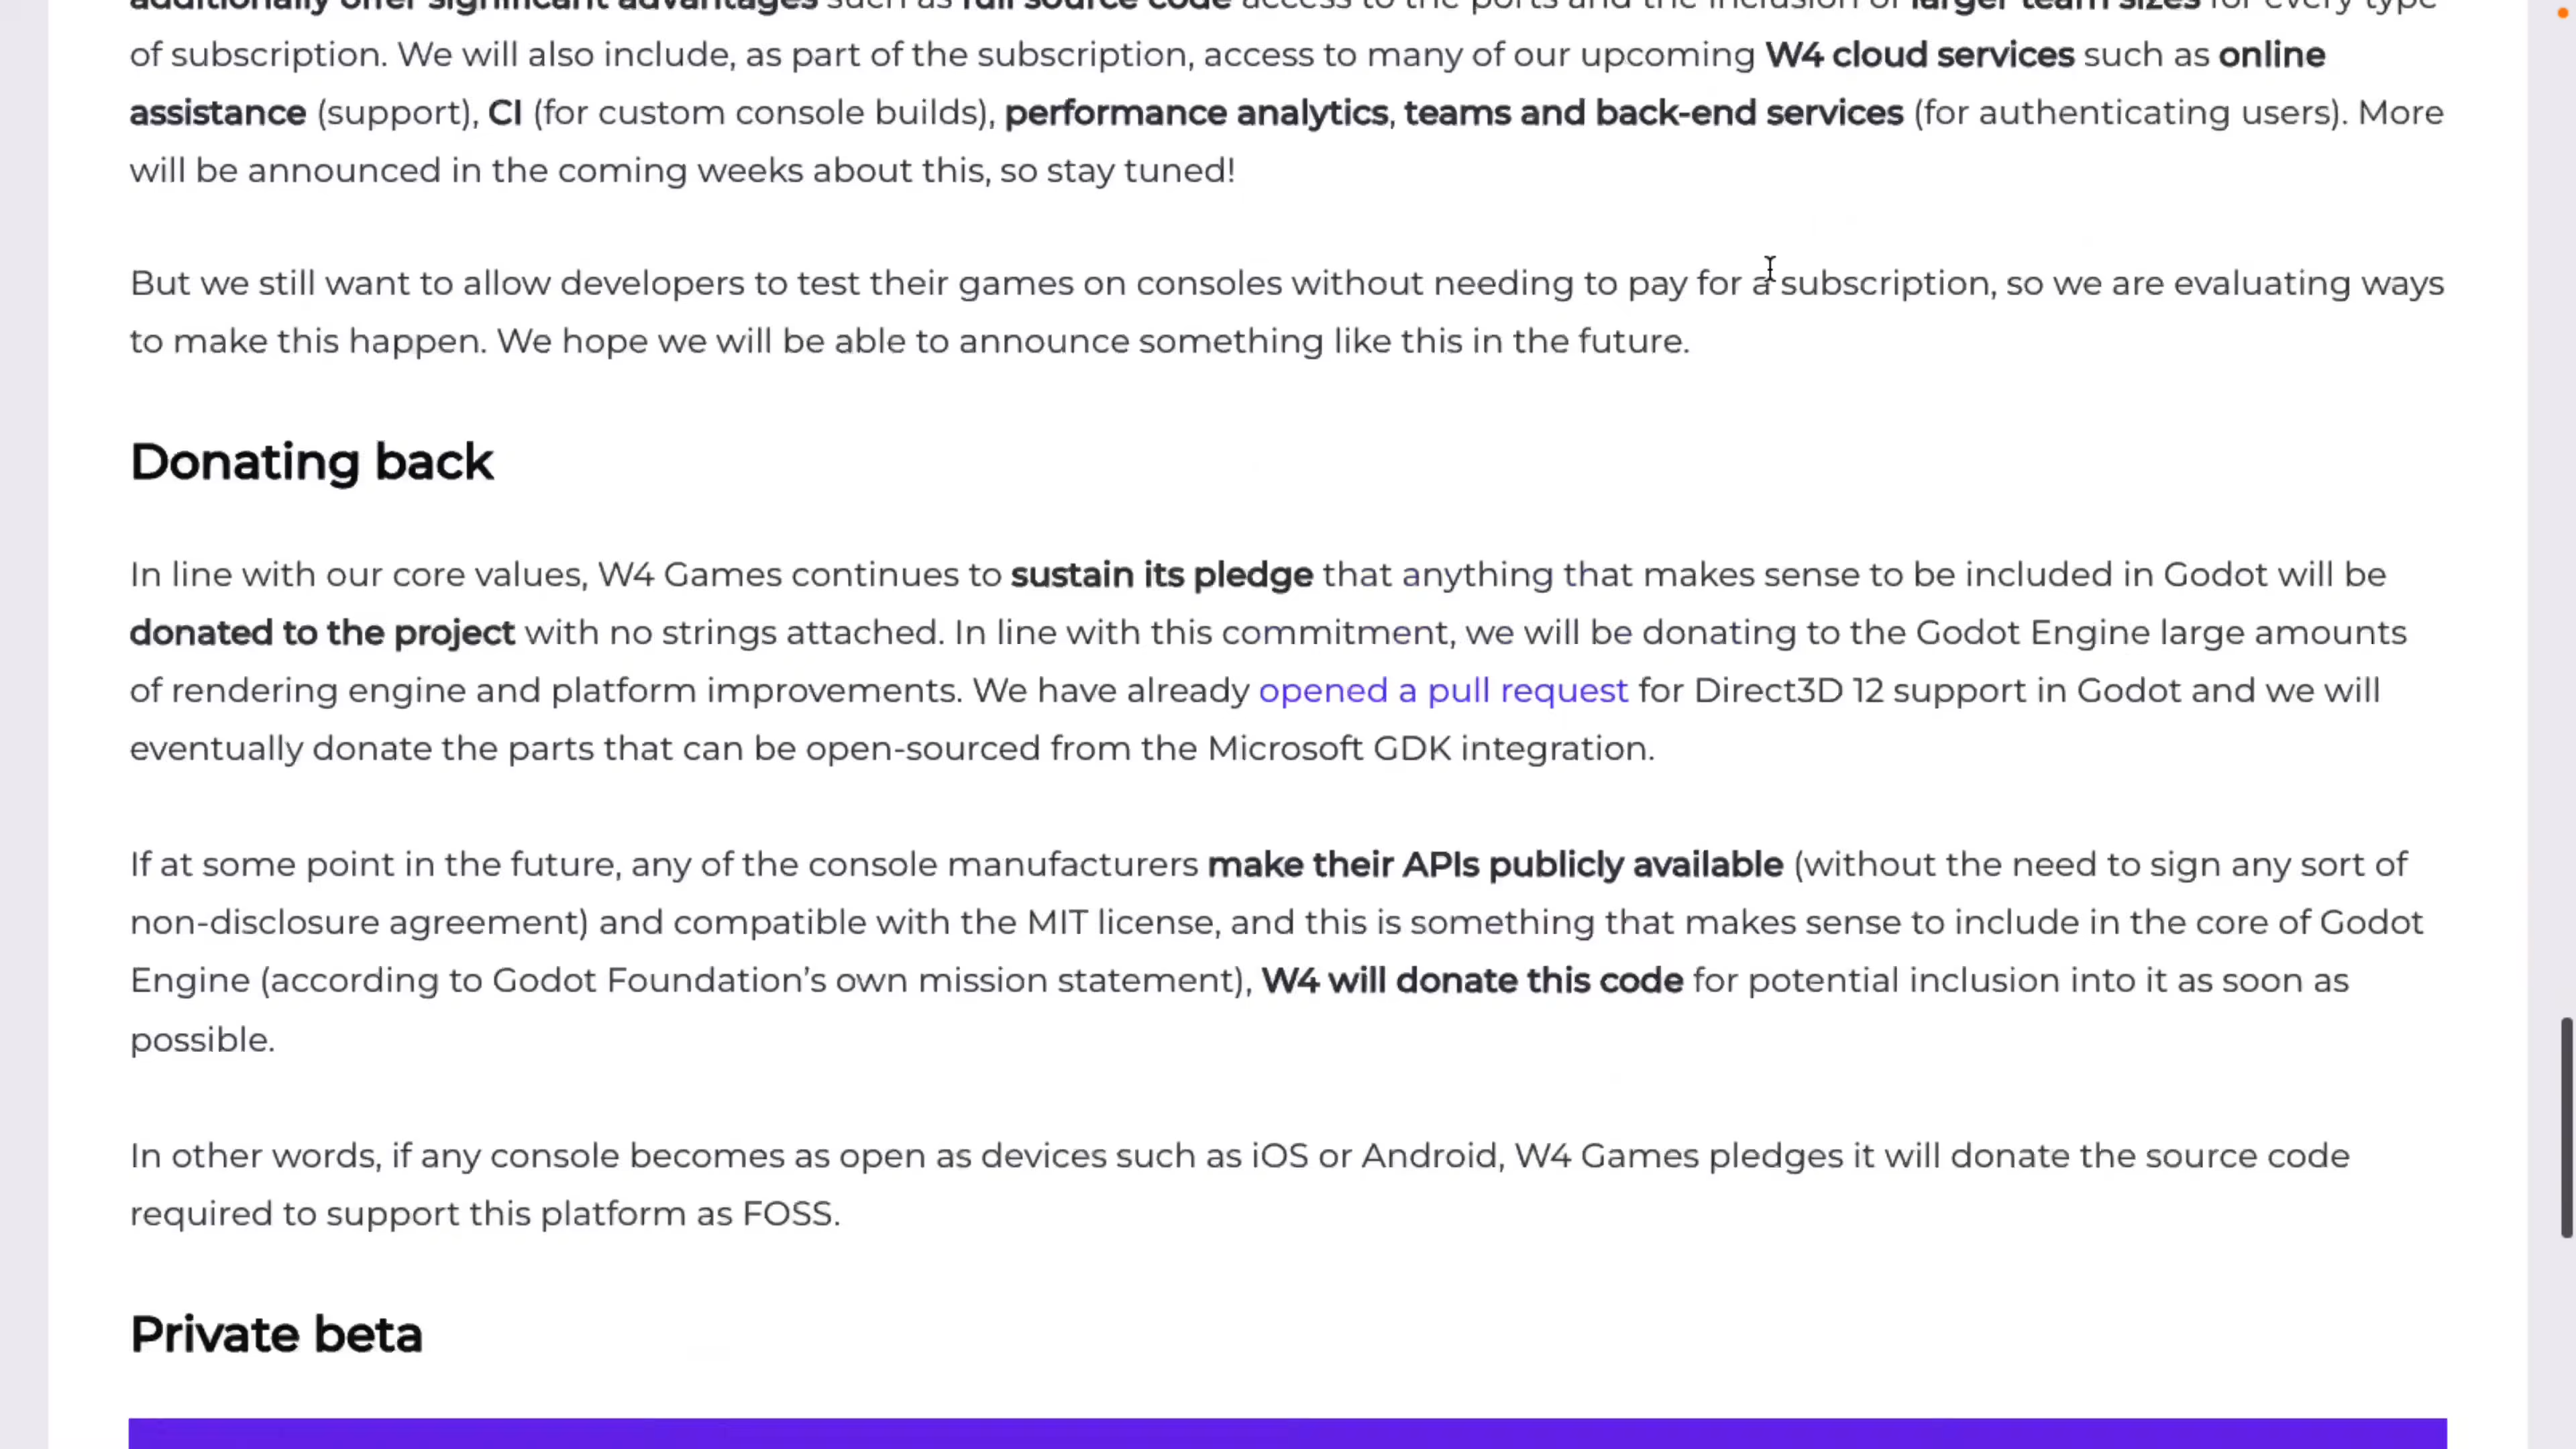 additionally offer significant advantages such as full source code access to the ports and the inclusion of larger team sizes for every type
of subscription. We will also include, as part of the subscription, access to many of our upcoming W4 cloud services such as online
assistance (support), CI (for custom console builds), performance analytics, teams and back-end services (for authenticating users). More
will be announced in the coming weeks about this, so stay tuned!
But we still want to allow developers to test their games on consoles without needing to pay for a subscription, so we are evaluating ways
to make this happen. We hope we will be able to announce something like this in the future.
Donating back
In line with our core values, W4 Games continues to sustain its pledge that anything that makes sense to be included in Godot will be
donated to the project with no strings attached. In line with this commitment, we will be donating to the Godot Engine large amounts
of rendering engine and platform improvements. We have already opened a pull request for Direct3D 12 support in Godot and we will
eventually donate the parts that can be open-sourced from the Microsoft GDK integration.
If at some point in the future, any of the console manufacturers make their APIs publicly available (without the need to sign any sort of
non-disclosure agreement) and compatible with the MIT license, and this is something that makes sense to include in the core of Godot
Engine (according to Godot Foundation's own mission statement), W4 will donate this code for potential inclusion into it as soon as
possible.
In other words, if any console becomes as open as devices such as iOS or Android, W4 Games pledges it will donate the source code
required to support this platform as FOSS.
Private beta